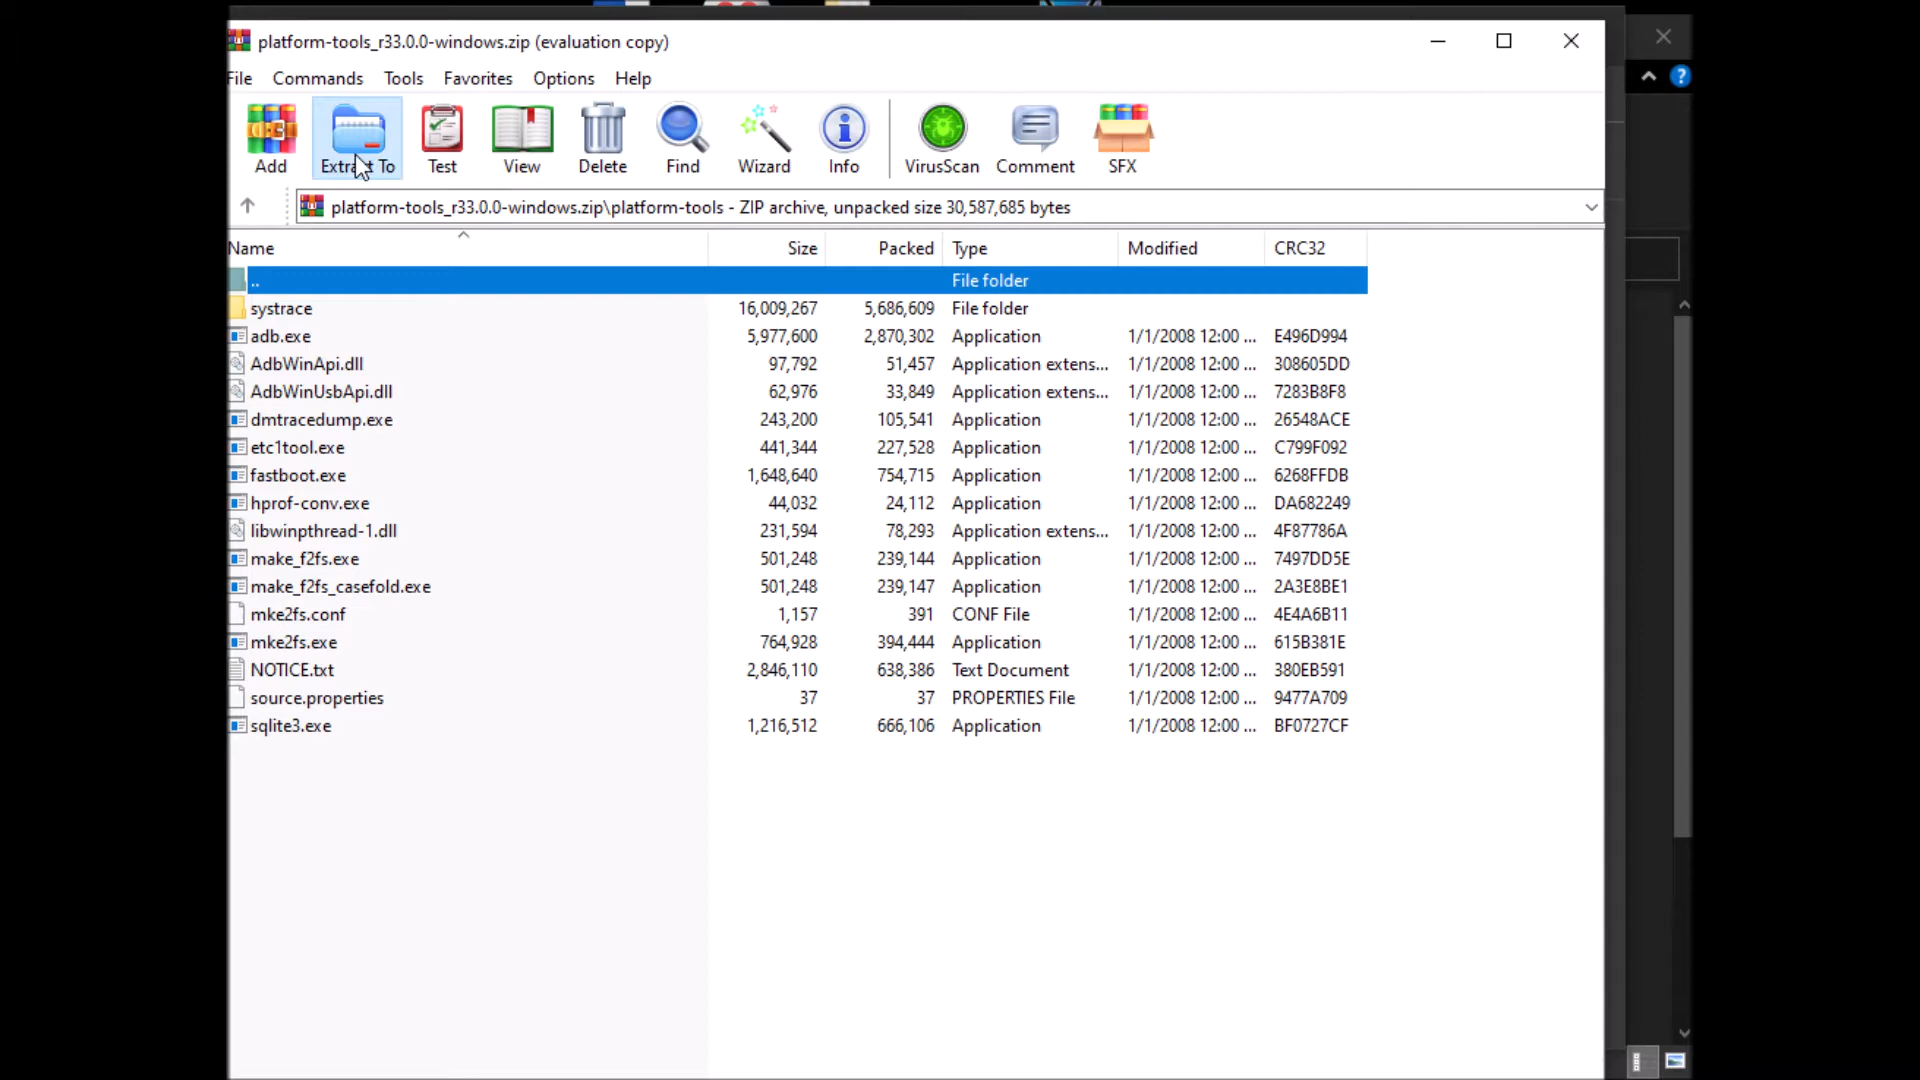 platform-tools_r33.0.0-windows.zip (evaluation copy)
File Commands Tools Favorites Options Help
Add Extract To Test View Delete Find Wizard Info VirusScan Comment SFX
platform-tools_r33.0.0-windows.zip\platform-tools - ZIP archive, unpacked size 30,587,685 bytes
Name Size Packed Type Modified CRC32
.. File folder
systrace 16,009,267 5,686,609 File folder
adb.exe 5,977,600 2,870,302 Application 1/1/2008 12:00 ... E496D994
AdbWinApi.dll 97,792 51,457 Application extens... 1/1/2008 12:00 ... 308605DD
AdbWinUsbApi.dll 62,976 33,849 Application extens... 1/1/2008 12:00 ... 7283B8F8
dmtracedump.exe 243,200 105,541 Application 1/1/2008 12:00 ... 26548ACE
etc1tool.exe 441,344 227,528 Application 1/1/2008 12:00 ... C799F092
fastboot.exe 1,648,640 754,715 Application 1/1/2008 12:00 ... 6268FFDB
hprof-conv.exe 44,032 24,112 Application 1/1/2008 12:00 ... DA682249
libwinpthread-1.dll 231,594 78,293 Application extens... 1/1/2008 12:00 ... 4F87786A
make_f2fs.exe 501,248 239,144 Application 1/1/2008 12:00 ... 7497DD5E
make_f2fs_casefold.exe 501,248 239,147 Application 1/1/2008 12:00 ... 2A3E8BE1
mke2fs.conf 1,157 391 CONF File 1/1/2008 12:00 ... 4E4A6B11
mke2fs.exe 764,928 394,444 Application 1/1/2008 12:00 ... 615B381E
NOTICE.txt 2,846,110 638,386 Text Document 1/1/2008 12:00 ... 380EB591
source.properties 37 37 PROPERTIES File 1/1/2008 12:00 ... 9477A709
sqlite3.exe 1,216,512 666,106 Application 1/1/2008 12:00 ... BF0727CF